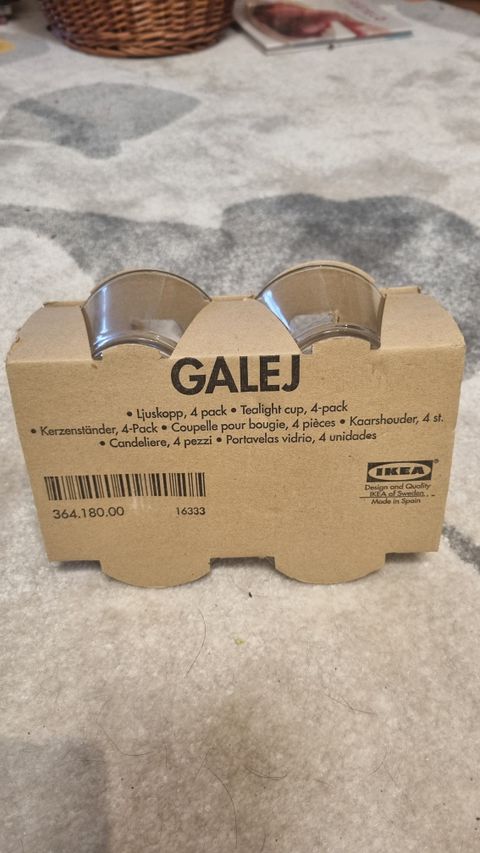 GALEJ
• Ljuskopp, 4 pack • Tealight cup, 4-pack
• Kerzenständer, 4-Pack • Coupelle pour bougie, 4 pièces • Kaarshouder, 4 st.
• Candeliere, 4 pezzi • Portavelas vidrio, 4 unidades
IKEA®
Design and Quality
IKEA of Sweden
Made in Spain
364.180.00 16333